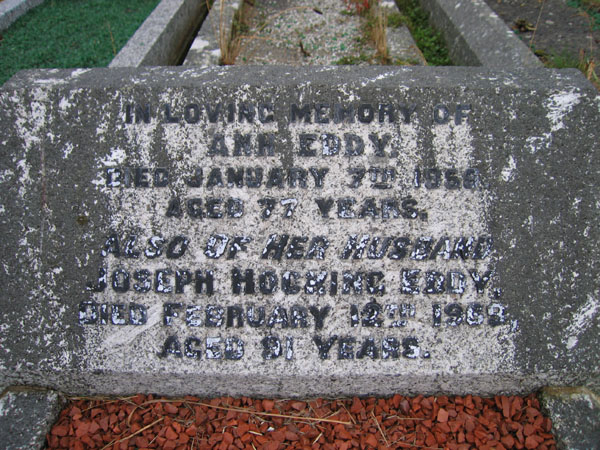 IN LOVING MEMORY OF
ANN EDDY,
DIED JANUARY 7TH
AGED 77 YEARS.
ALSO OF HER HUSBAND
JOSEPH HOCKING EDDY,
DIED FEBRUARY
AGED 91 YEARS.